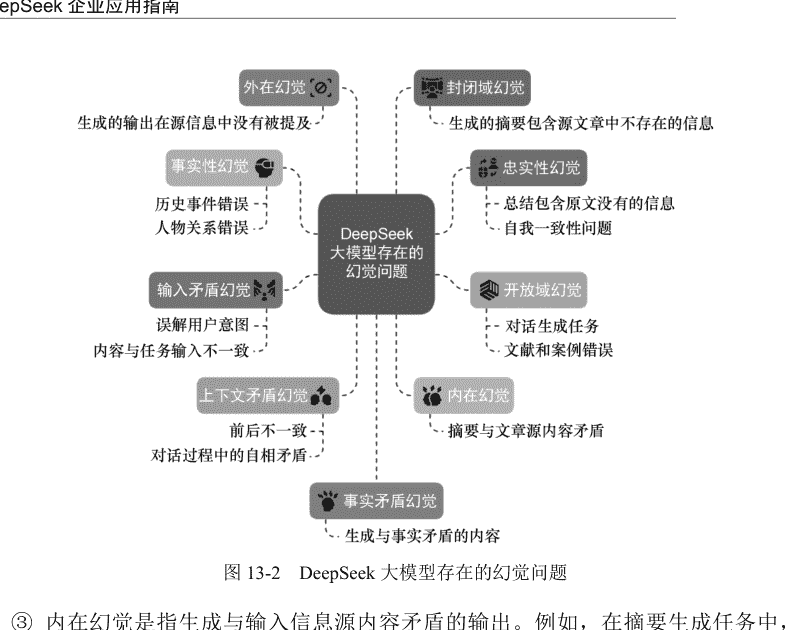 epSeek 企业应用指南
外在幻觉
生成的输出在源信息中没有被提及
封闭域幻觉
生成的摘要包含源文章中不存在的信息
事实性幻觉
历史事件错误
人物关系错误
忠实性幻觉
总结包含原文没有的信息
自我一致性问题
DeepSeek
大模型存在的
幻觉问题
输入矛盾幻觉
误解用户意图
内容与任务输入不一致
开放域幻觉
对话生成任务
文献和案例错误
上下文矛盾幻觉
前后不一致
对话过程中的自相矛盾
内在幻觉
摘要与文章源内容矛盾
事实矛盾幻觉
生成与事实矛盾的内容
图 13-2 DeepSeek 大模型存在的幻觉问题
③ 内在幻觉是指生成与输入信息源内容矛盾的输出。例如，在摘要生成任务中，